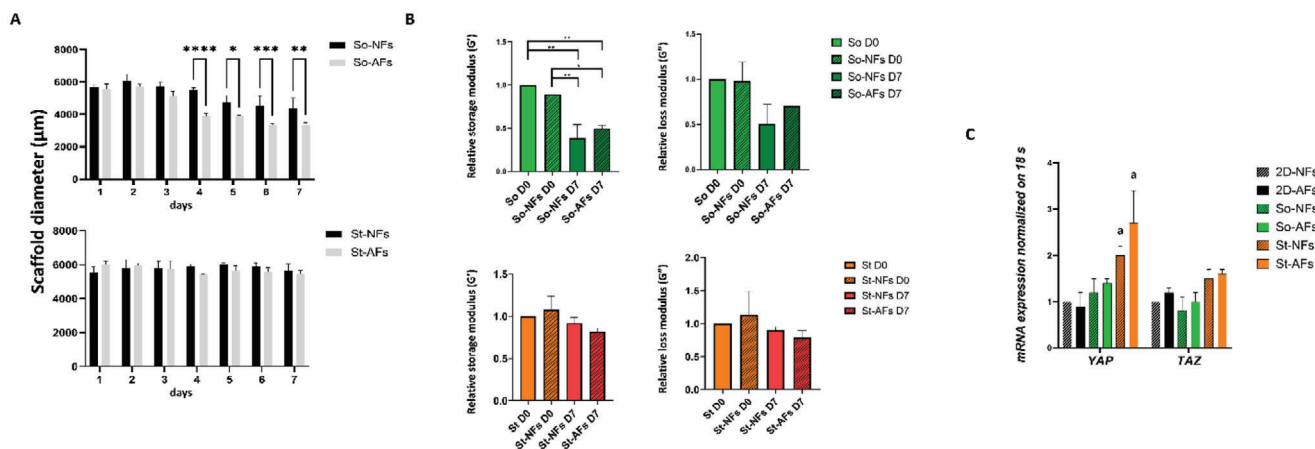 A
Scaffold diameter (µm)
8000
6000
4000
2000
0
**** * *** **
1 2 3 4 5 6 7
days
So-NFs
So-AFs
8000
6000
4000
2000
0
1 2 3 4 5 6 7
days
St-NFs
St-AFs
B
Relative storage modulus (G')
1.5
1.0
0.5
0.0
**
**
*
**
So D0
So-NFs D0
So-NFs D7
So-AFs D7
Relative loss modulus (G'')
1.5
1.0
0.5
0.0
So D0
So-NFs D0
So-NFs D7
So-AFs D7
So D0
So-NFs D0
So-NFs D7
So-AFs D7
Relative storage modulus (G')
1.5
1.0
0.5
0.0
St D0
St-NFs D0
St-NFs D7
St-AFs D7
Relative loss modulus (G'')
2.0
1.5
1.0
0.5
0.0
St D0
St-NFs D0
St-NFs D7
St-AFs D7
St D0
St-NFs D0
St-NFs D7
St-AFs D7
C
mRNA expression normalized on 18 s
4
3
2
1
0
a
a
YAP TAZ
2D-NFs
2D-AFs
So-NFs
So-AFs
St-NFs
St-AFs